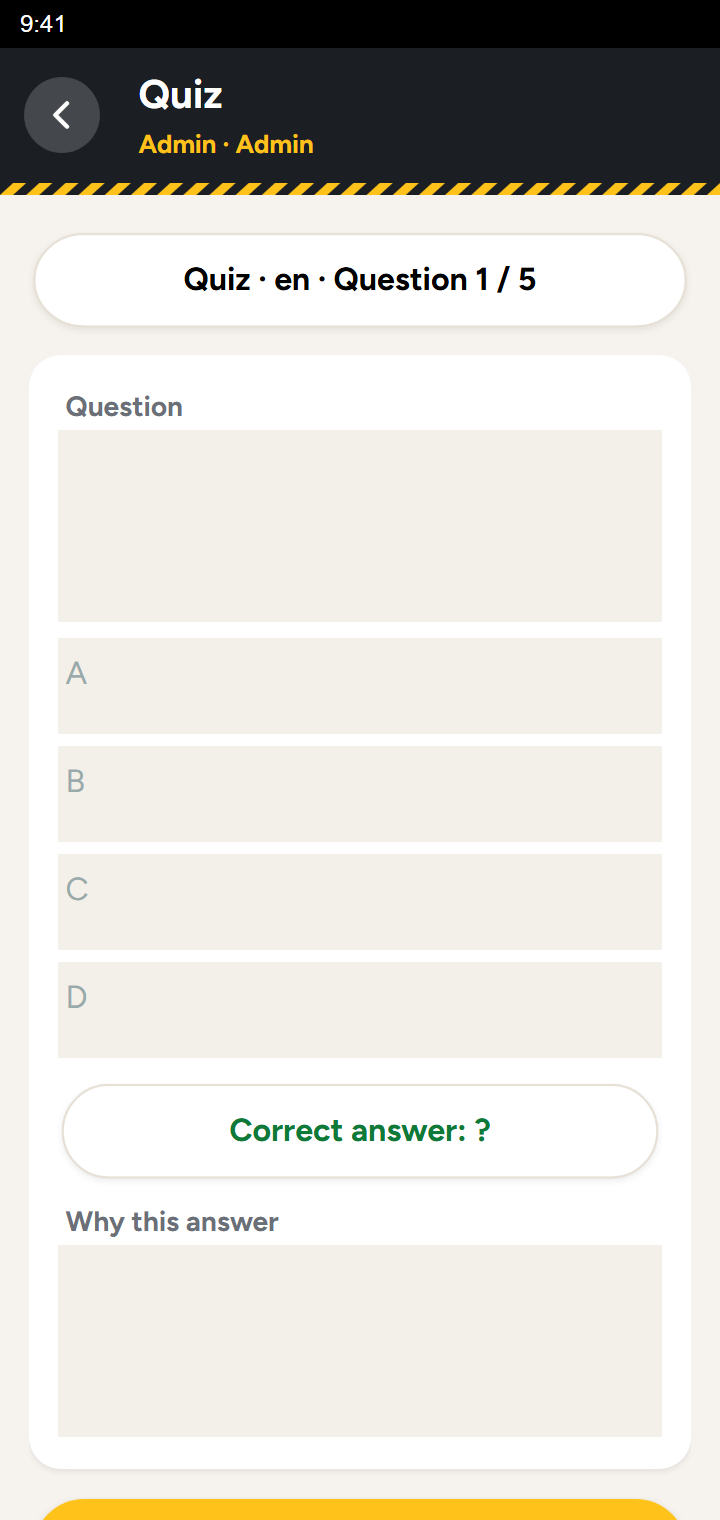 9:41
Quiz
Admin · Admin
Quiz · en · Question 1 / 5
Question
A
B
C
D
Correct answer: ?
Why this answer